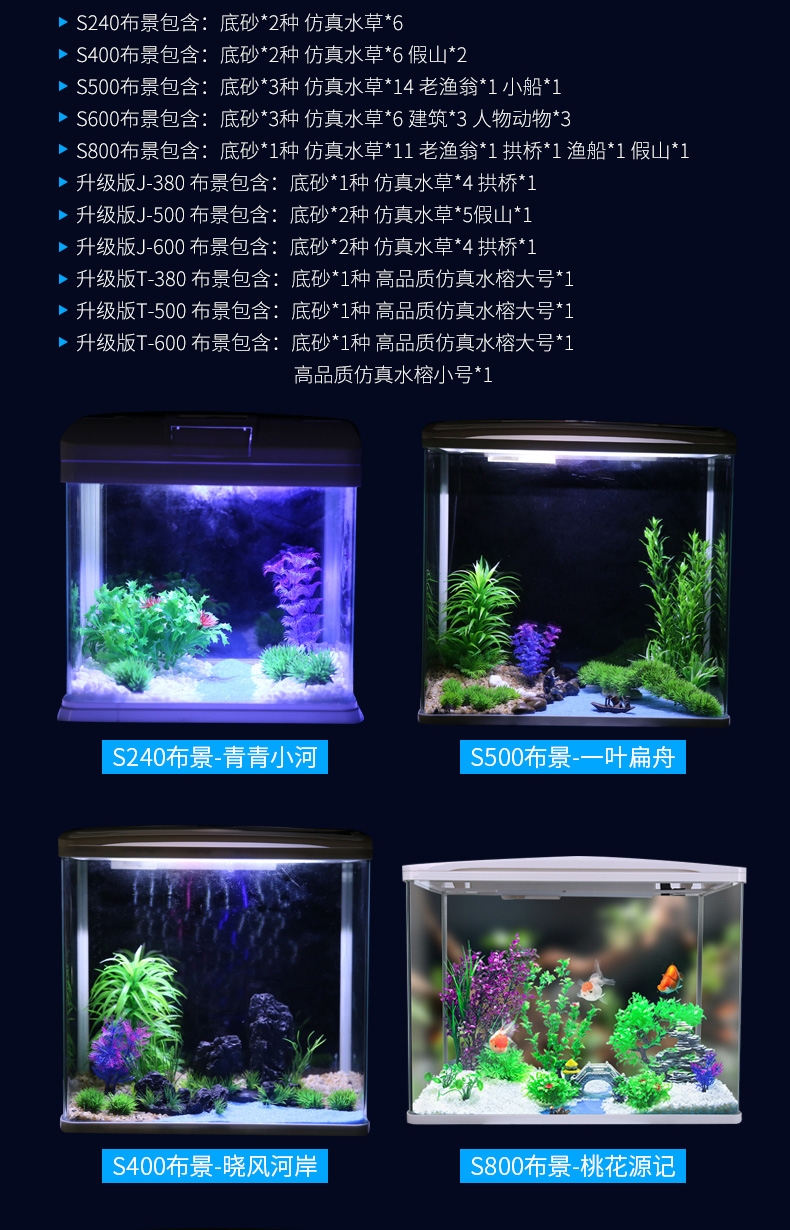 S240布景包含：底砂*2种 仿真水草*6
S400布景包含：底砂*2种 仿真水草*6 假山*2
S500布景包含：底砂*3种 仿真水草*14 老渔翁*1 小船*1
S600布景包含：底砂*3种 仿真水草*6 建筑*3 人物动物*3
S800布景包含：底砂*1种 仿真水草*11 老渔翁*1 拱桥*1 渔船*1 假山*1
升级版J-380 布景包含：底砂*1种 仿真水草*4 拱桥*1
升级版J-500 布景包含：底砂*2种 仿真水草*5假山*1
升级版J-600 布景包含：底砂*2种 仿真水草*4 拱桥*1
升级版T-380 布景包含：底砂*1种 高品质仿真水榕大号*1
升级版T-500 布景包含：底砂*1种 高品质仿真水榕大号*1
升级版T-600 布景包含：底砂*1种 高品质仿真水榕大号*1
高品质仿真水榕小号*1
S240布景-青青小河
S500布景-一叶扁舟
S400布景-晓风河岸
S800布景-桃花源记